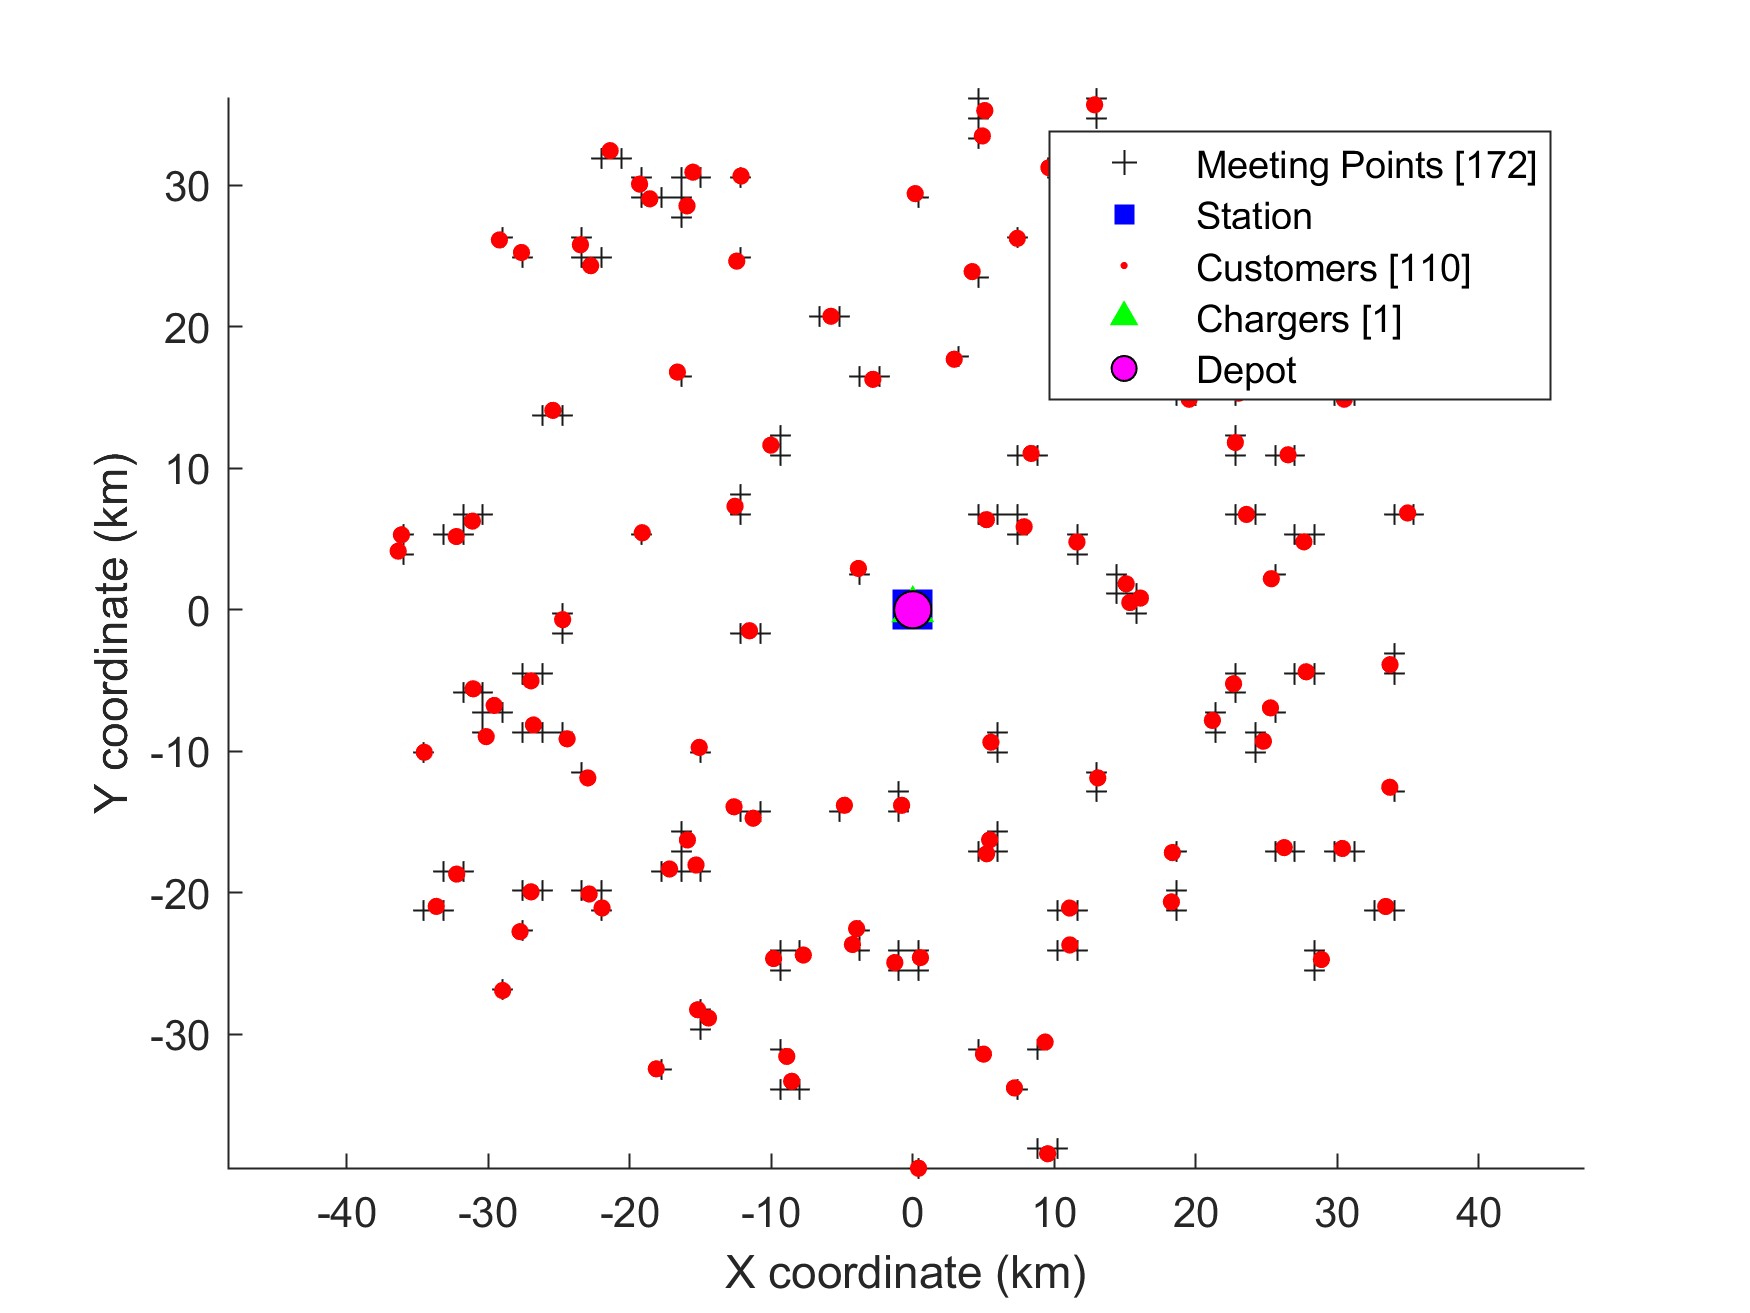 Meeting Points [172]
Station
Customers [110]
Chargers [1]
Depot
30
20
10
0
-10
-20
-30
Y coordinate (km)
-40 -30 -20 -10 0 10 20 30 40
X coordinate (km)